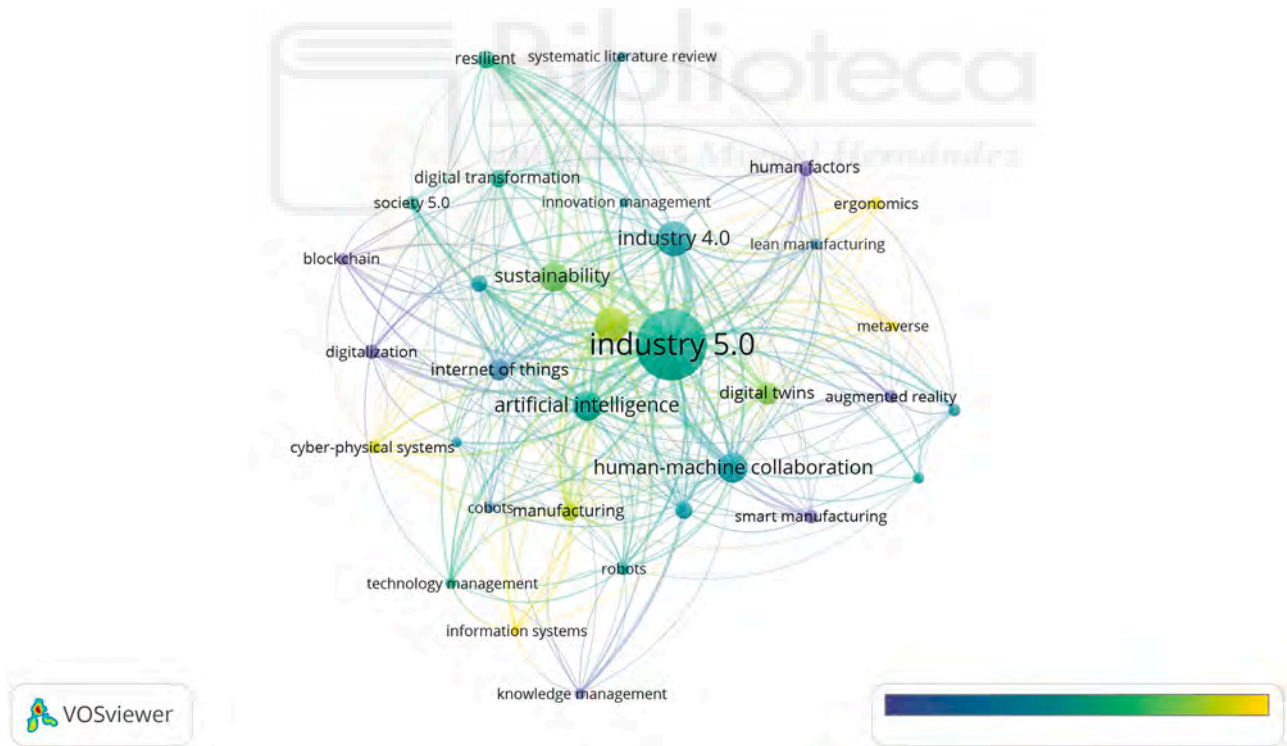 Biblioteca
resilient
systematic literature review
human factors
digital transformation
society 5.0
innovation management
ergonomics
industry 4.0
lean manufacturing
blockchain
sustainability
metaverse
industry 5.0
digitalization
internet of things
digital twins
augmented reality
artificial intelligence
cyber-physical systems
human-machine collaboration
cobots
manufacturing
smart manufacturing
robots
technology management
information systems
knowledge management
VOSviewer